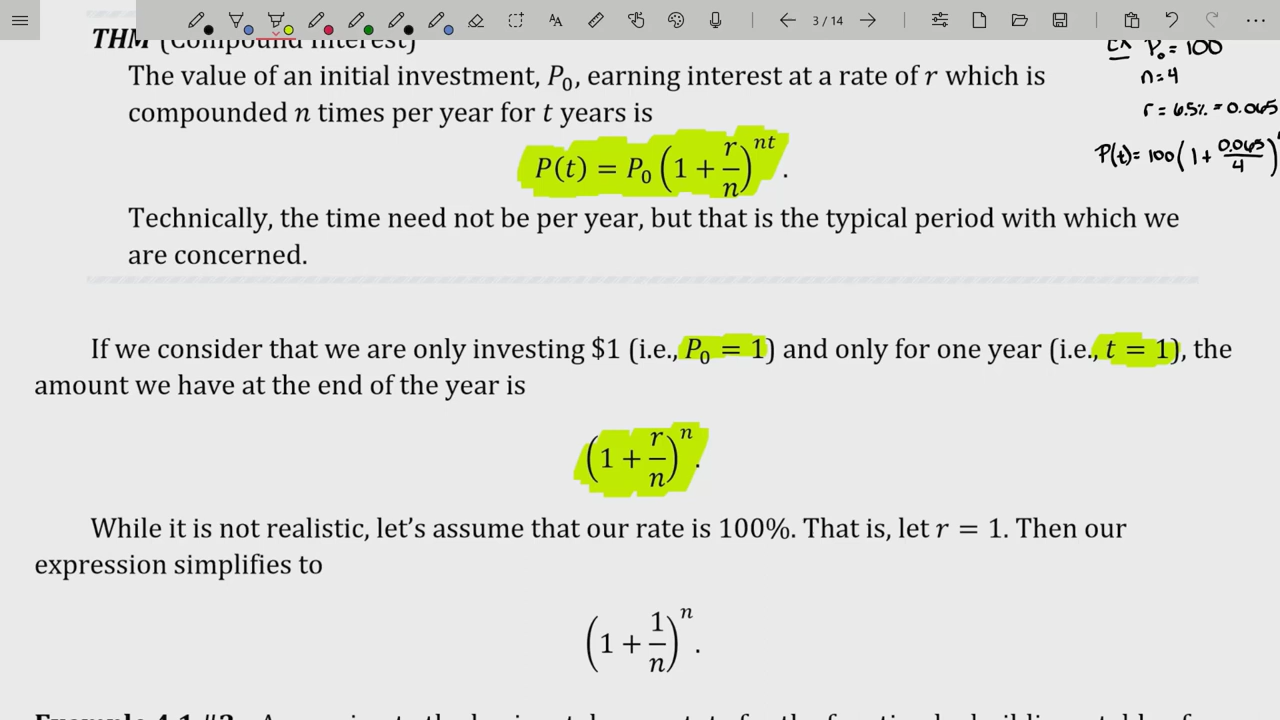 3 / 14
THM (Compound Interest)
Ex P₀ = 100
The value of an initial investment, P₀, earning interest at a rate of r which is
n = 4
compounded n times per year for t years is
r = 6.5% = 0.065
P(t) = P₀ (1 + r/n)^nt.
P(t) = 100(1 + 0.065/4)
Technically, the time need not be per year, but that is the typical period with which we
are concerned.
If we consider that we are only investing $1 (i.e., P₀ = 1) and only for one year (i.e., t = 1), the
amount we have at the end of the year is
(1 + r/n)^n.
While it is not realistic, let's assume that our rate is 100%. That is, let r = 1. Then our
expression simplifies to
(1 + 1/n)^n.